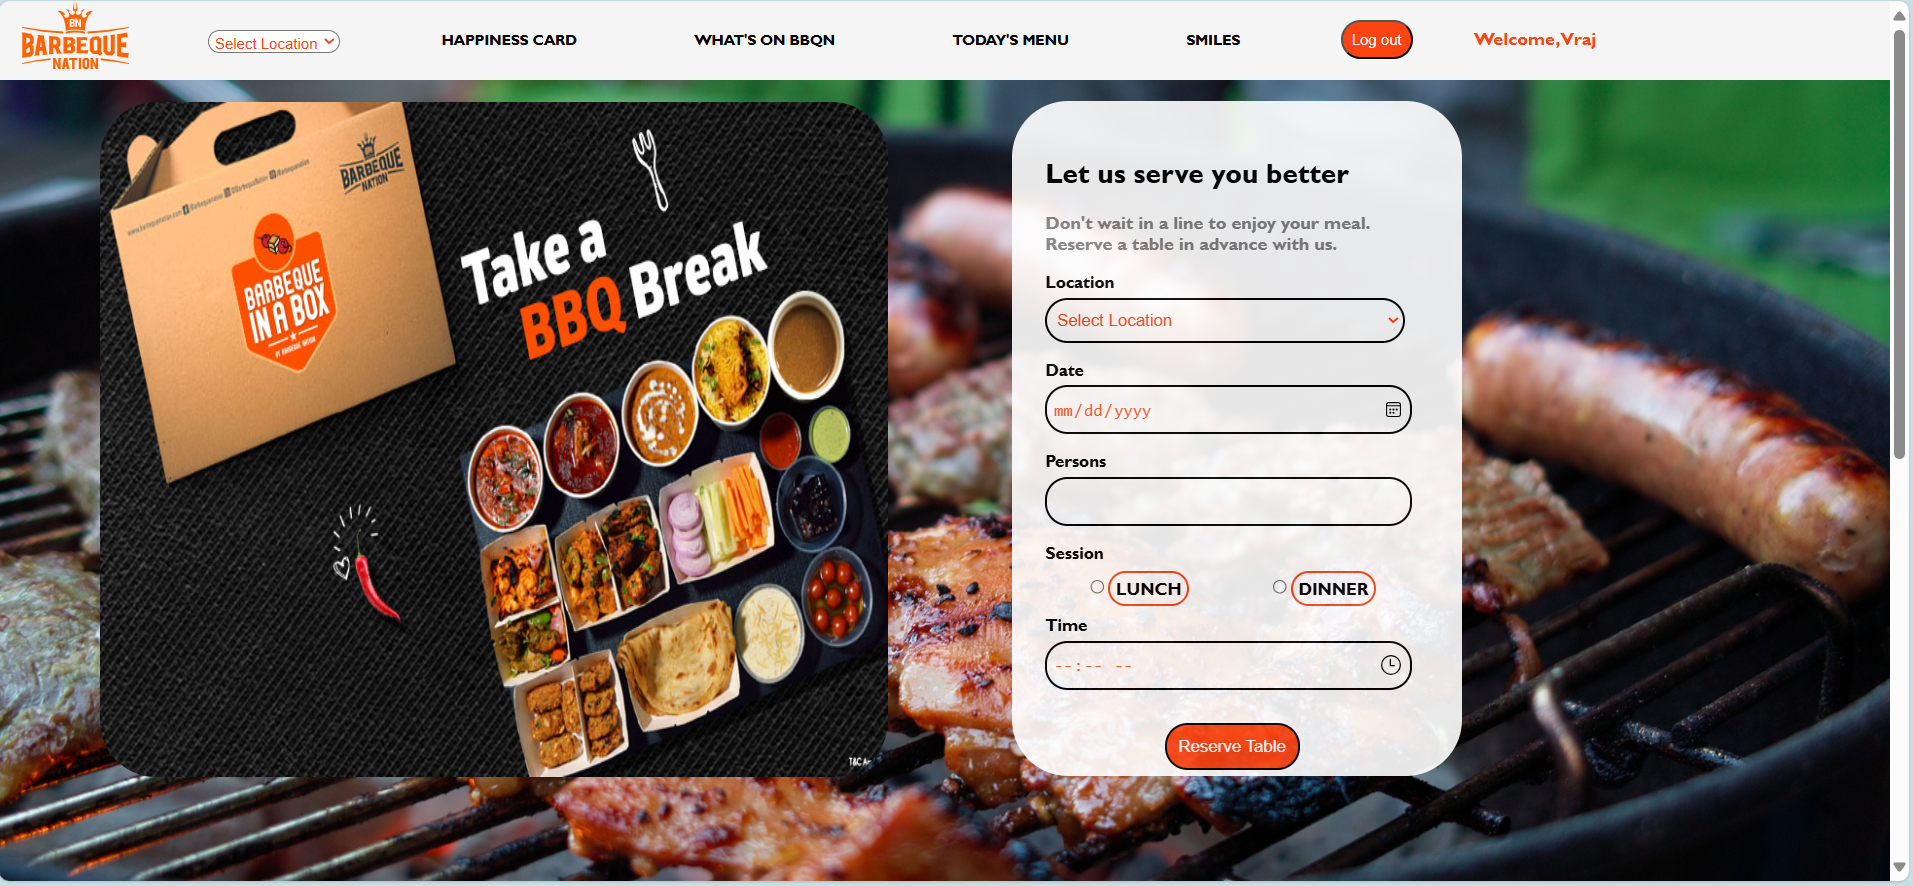 BN
BARBEQUE
NATION
Select Location
HAPPINESS CARD
WHAT'S ON BBQN
TODAY'S MENU
SMILES
Log out
Welcome,Vraj
BARBEQUE
NATION
BARBEQUE
IN A BOX
BY BARBEQUE NATION
Take a
BBQ Break
T&C
Let us serve you better
Don't wait in a line to enjoy your meal.
Reserve a table in advance with us.
Location
Select Location
Date
mm/dd/yyyy
Persons
Session
LUNCH
DINNER
Time
--:-- --
Reserve Table